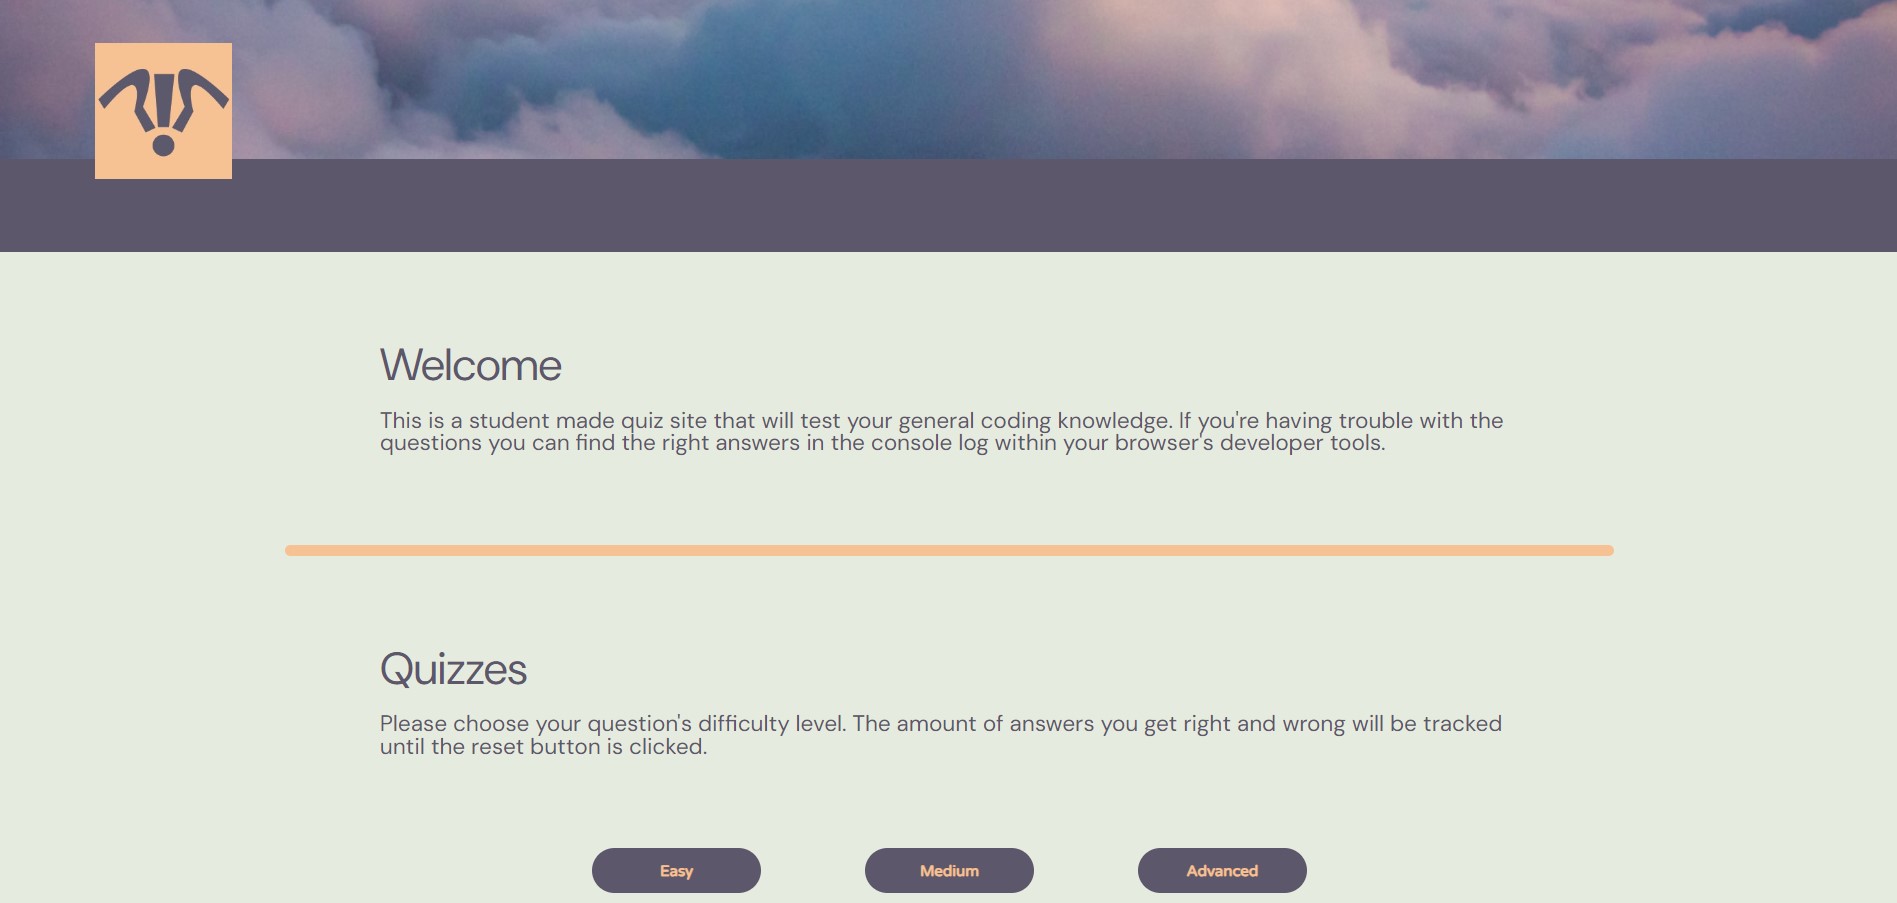 Welcome
This is a student made quiz site that will test your general coding knowledge. If you're having trouble with the
questions you can find the right answers in the console log within your browser's developer tools.
Quizzes
Please choose your question's difficulty level. The amount of answers you get right and wrong will be tracked
until the reset button is clicked.
Easy
Medium
Advanced